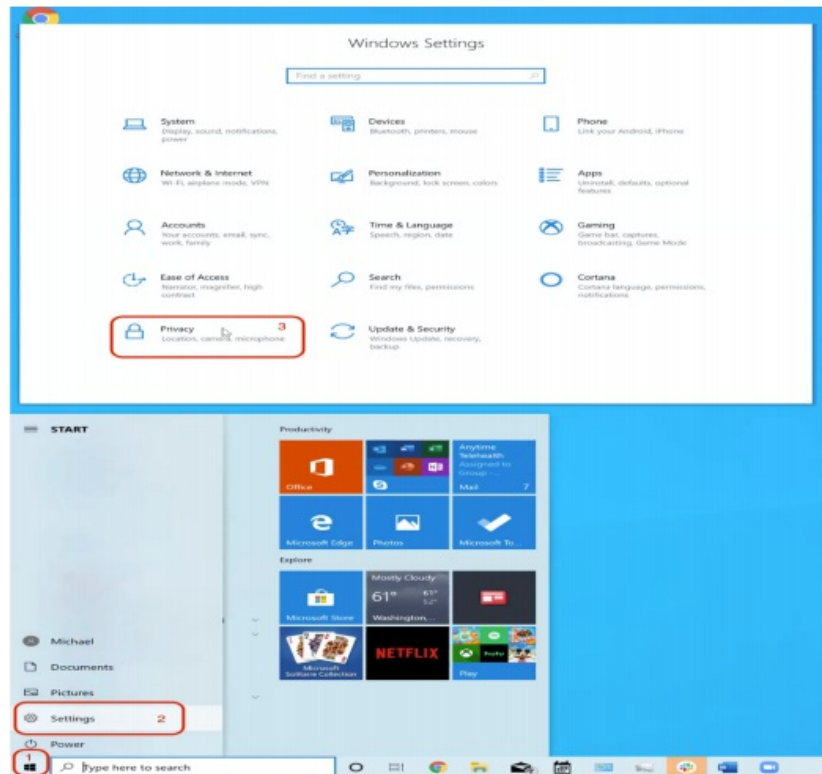 Windows Settings
Find a setting
System
Display, sound, notifications,
power
Devices
Bluetooth, printers, mouse
Phone
Link your Android, iPhone
Network & Internet
Wi-Fi, airplane mode, VPN
Personalization
Background, lock screen, colors
Apps
Uninstall, defaults, optional
features
Accounts
Your accounts, email, sync,
work, family
Time & Language
Speech, region, date
Gaming
Game bar, captures,
broadcasting, Game Mode
Ease of Access
Narrator, magnifier, high
contrast
Search
Find my files, permissions
Cortana
Cortana language, permissions,
notifications
Privacy 3
Location, camera, microphone
Update & Security
Windows Update, recovery,
backup
START
Productivity
Office
Anytime
Telehealth
Assigned to
Group -...
Mail 7
Microsoft Edge
Photos
Microsoft To...
Explore
Microsoft Store
Mostly Cloudy
61° 61°
52°
Washington,...
Microsoft
Solitaire Collection
NETFLIX
hulu
Play
Michael
Documents
Pictures
Settings 2
Power
1
Type here to search